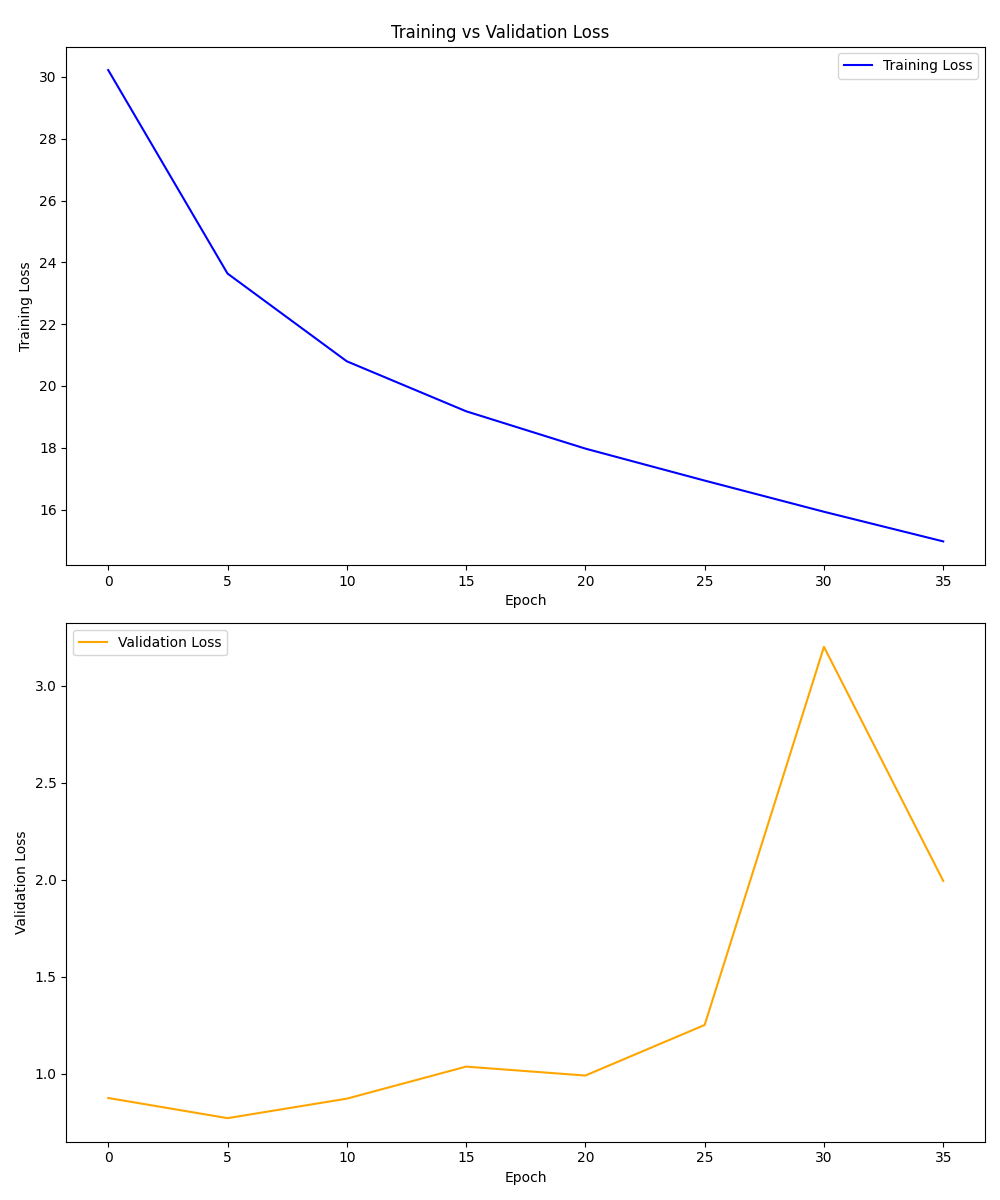 Training vs Validation Loss
Training Loss
30
28
26
24
22
20
18
16
Training Loss
0 5 10 15 20 25 30 35
Epoch
Validation Loss
3.0
2.5
2.0
1.5
1.0
Validation Loss
0 5 10 15 20 25 30 35
Epoch